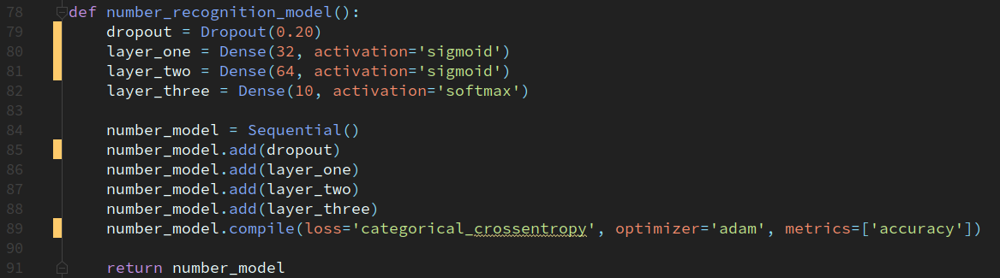 78 def number_recognition_model():
79     dropout = Dropout(0.20)
80     layer_one = Dense(32, activation='sigmoid')
81     layer_two = Dense(64, activation='sigmoid')
82     layer_three = Dense(10, activation='softmax')
83
84     number_model = Sequential()
85     number_model.add(dropout)
86     number_model.add(layer_one)
87     number_model.add(layer_two)
88     number_model.add(layer_three)
89     number_model.compile(loss='categorical_crossentropy', optimizer='adam', metrics=['accuracy'])
90
91     return number_model